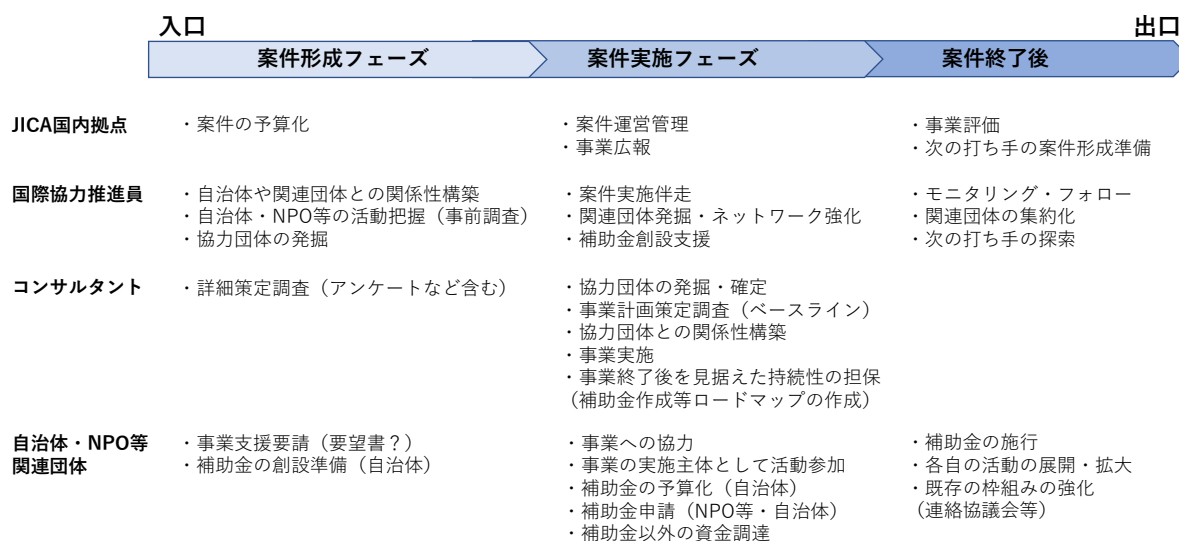 入口
出口
案件形成フェーズ
案件実施フェーズ
案件終了後
JICA国内拠点
・案件の予算化
・案件運営管理
・事業広報
・事業評価
・次の打ち手の案件形成準備
国際協力推進員
・自治体や関連団体との関係性構築
・自治体・NPO等の活動把握（事前調査）
・協力団体の発掘
・案件実施伴走
・関連団体発掘・ネットワーク強化
・補助金創設支援
・モニタリング・フォロー
・関連団体の集約化
・次の打ち手の探索
コンサルタント
・詳細策定調査（アンケートなど含む）
・協力団体の発掘・確定
・事業計画策定調査（ベースライン）
・協力団体との関係性構築
・事業実施
・事業終了後を見据えた持続性の担保
（補助金作成等ロードマップの作成）
自治体・NPO等
関連団体
・事業支援要請（要望書？）
・補助金の創設準備（自治体）
・事業への協力
・事業の実施主体として活動参加
・補助金の予算化（自治体）
・補助金申請（NPO等・自治体）
・補助金以外の資金調達
・補助金の施行
・各自の活動の展開・拡大
・既存の枠組みの強化
（連絡協議会等）